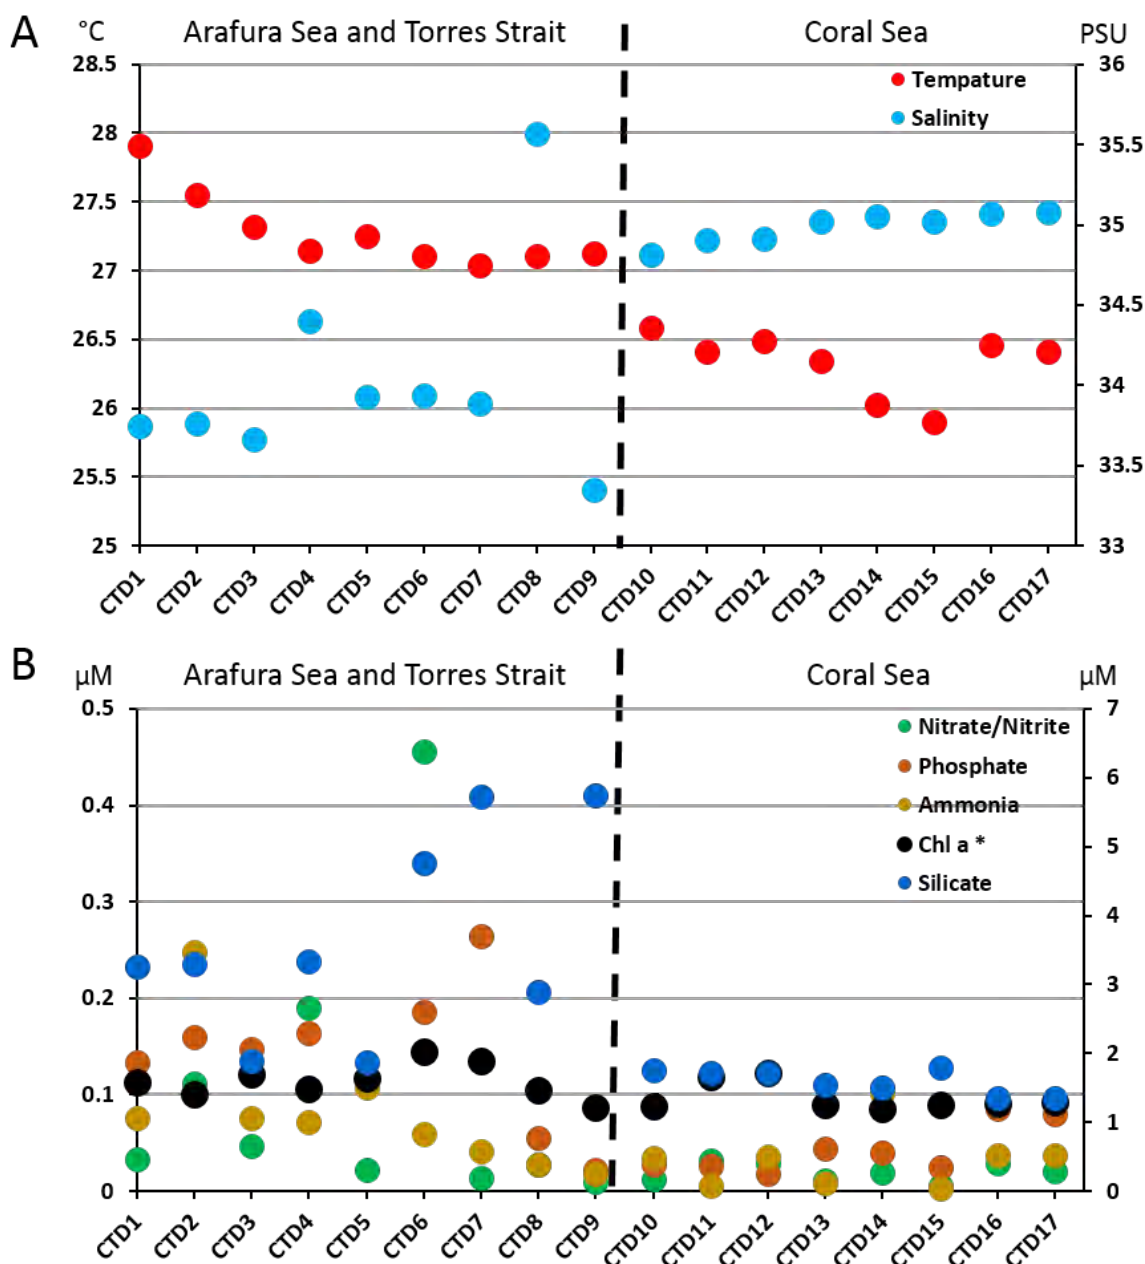 A
°C
Arafura Sea and Torres Strait
Coral Sea
PSU
28.5
28
27.5
27
26.5
26
25.5
25
36
35.5
35
34.5
34
33.5
33
Tempature
Salinity
CTD1
CTD2
CTD3
CTD4
CTD5
CTD6
CTD7
CTD8
CTD9
CTD10
CTD11
CTD12
CTD13
CTD14
CTD15
CTD16
CTD17
B
µM
Arafura Sea and Torres Strait
Coral Sea
µM
0.5
0.4
0.3
0.2
0.1
0
7
6
5
4
3
2
1
0
Nitrate/Nitrite
Phosphate
Ammonia
Chl a *
Silicate
CTD1
CTD2
CTD3
CTD4
CTD5
CTD6
CTD7
CTD8
CTD9
CTD10
CTD11
CTD12
CTD13
CTD14
CTD15
CTD16
CTD17